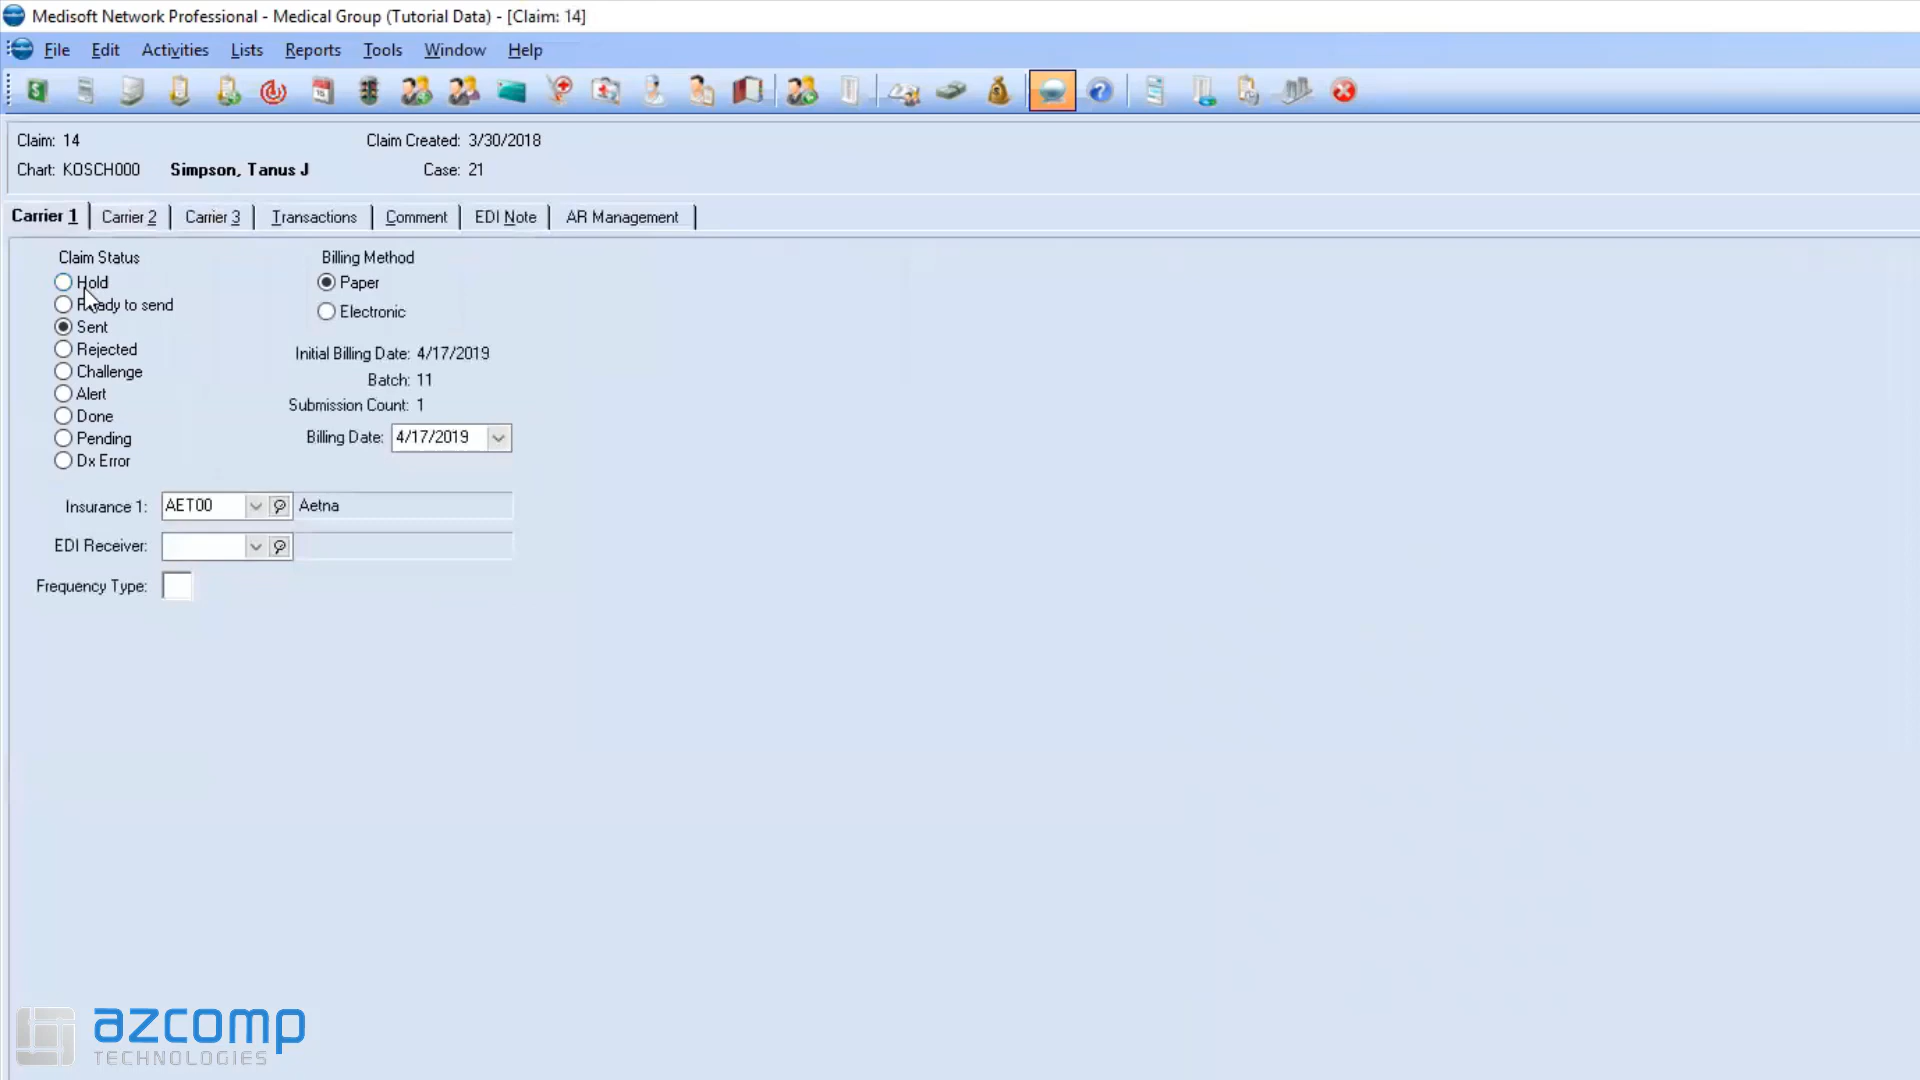 Medisoft Network Professional - Medical Group (Tutorial Data) - [Claim: 14]
File Edit Activities Lists Reports Tools Window Help
Claim: 14 Claim Created: 3/30/2018
Chart: KOSCH000 Simpson, Tanus J Case: 21
Carrier 1 Carrier 2 Carrier 3 Transactions Comment EDI Note AR Management
Claim Status Billing Method
Hold Paper
Ready to send Electronic
Sent
Rejected Initial Billing Date: 4/17/2019
Challenge Batch: 11
Alert Submission Count: 1
Done
Pending Billing Date: 4/17/2019
Dx Error
Insurance 1: AET00 Aetna
EDI Receiver:
Frequency Type:
azcomp
TECHNOLOGIES